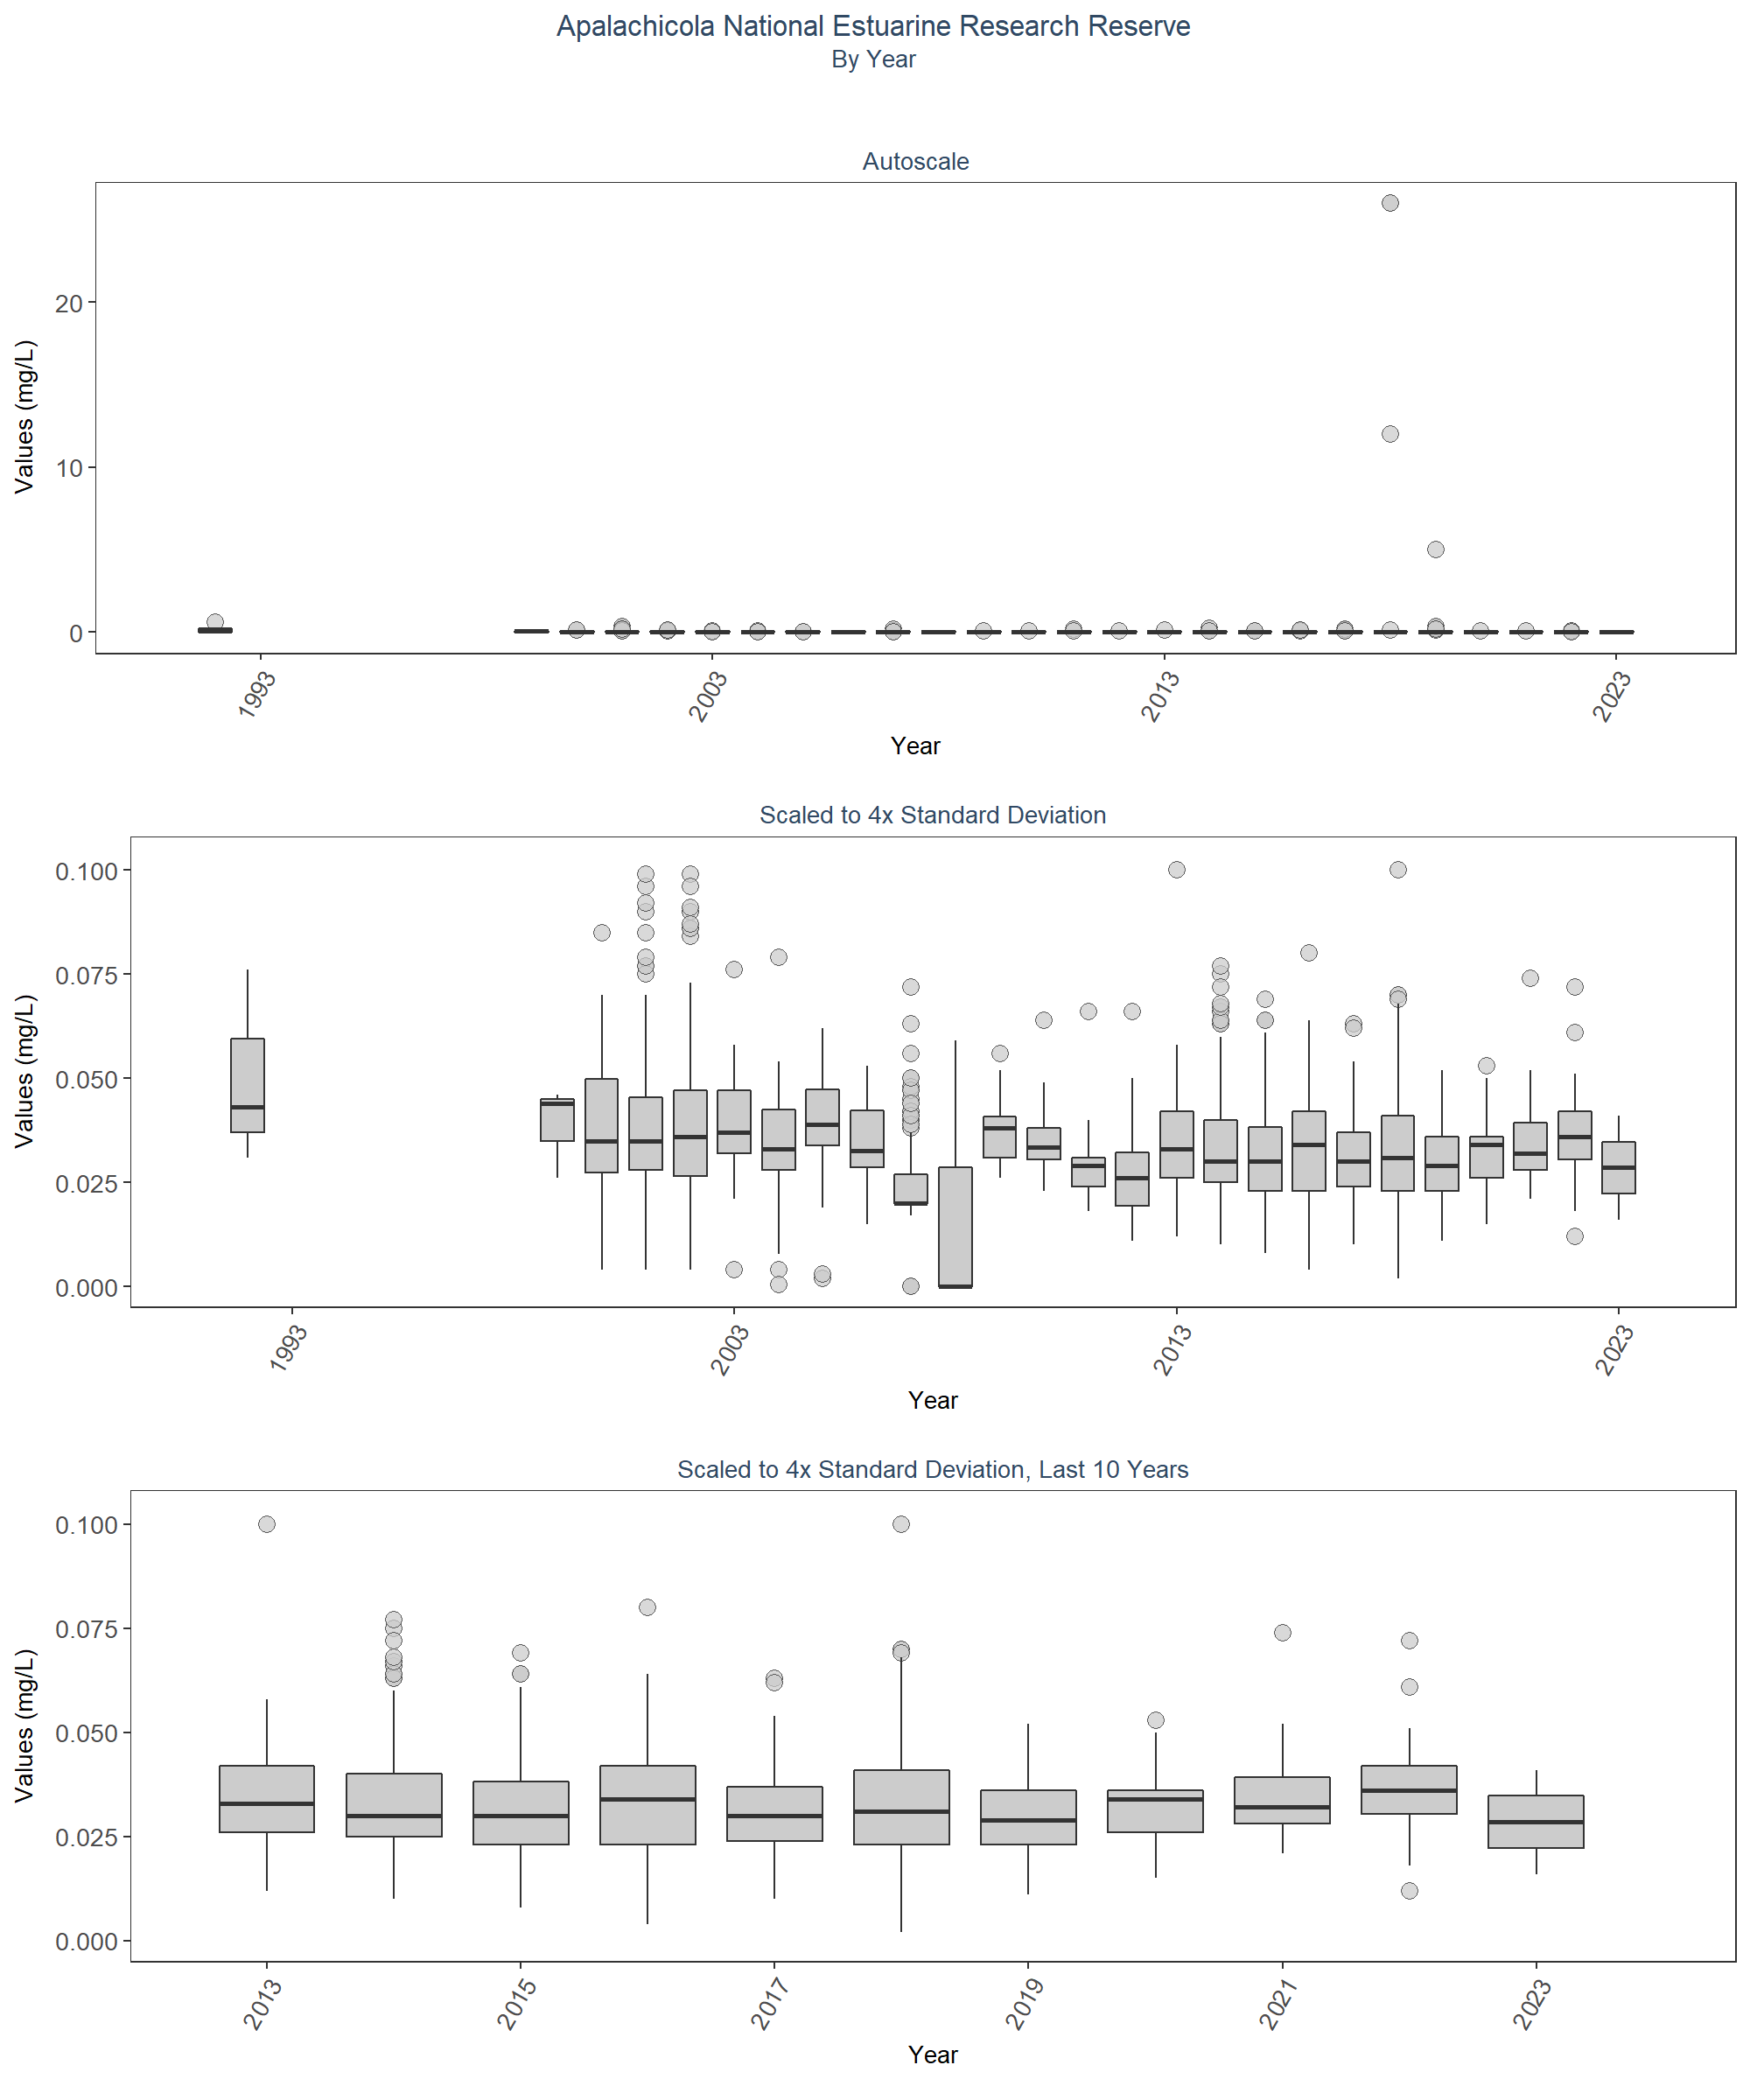 Apalachicola National Estuarine Research Reserve
By Year
Autoscale
Values (mg/L)
20
10
0
1993
2003
2013
2023
Year
Scaled to 4x Standard Deviation
Values (mg/L)
0.100
0.075
0.050
0.025
0.000
1993
2003
2013
2023
Year
Scaled to 4x Standard Deviation, Last 10 Years
Values (mg/L)
0.100
0.075
0.050
0.025
0.000
2013
2015
2017
2019
2021
2023
Year